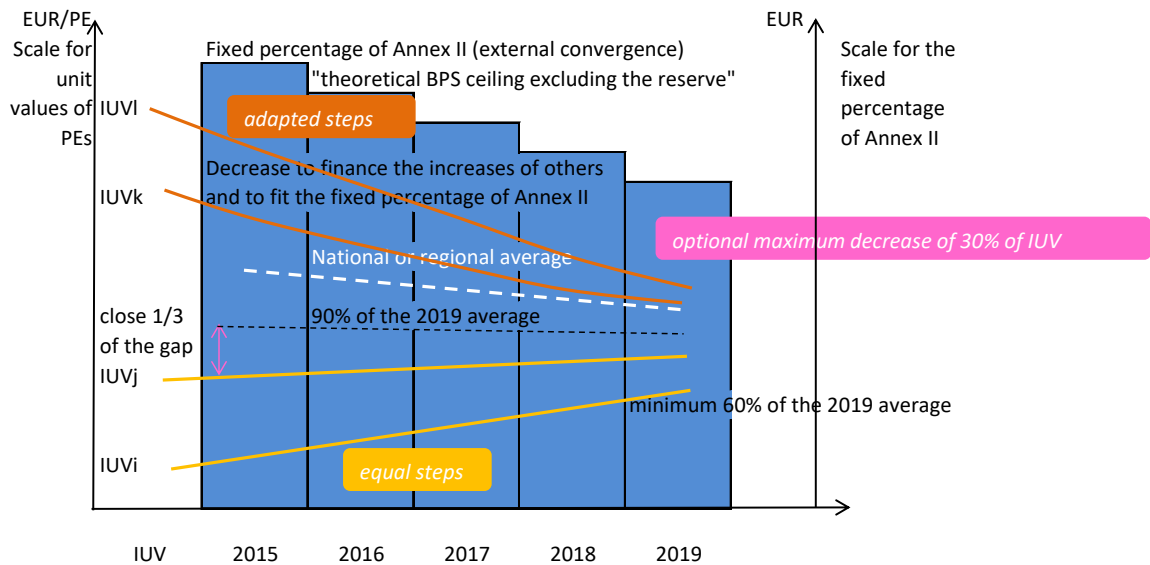 EUR/PE
Scale for
unit
values of
PEs
EUR
Scale for the
fixed
percentage
of Annex II
Fixed percentage of Annex II (external convergence)
"theoretical BPS ceiling excluding the reserve"
IUVl
adapted steps
Decrease to finance the increases of others
and to fit the fixed percentage of Annex II
IUVk
optional maximum decrease of 30% of IUV
National or regional average
close 1/3
of the gap
90% of the 2019 average
IUVj
minimum 60% of the 2019 average
IUVi
equal steps
IUV
2015
2016
2017
2018
2019